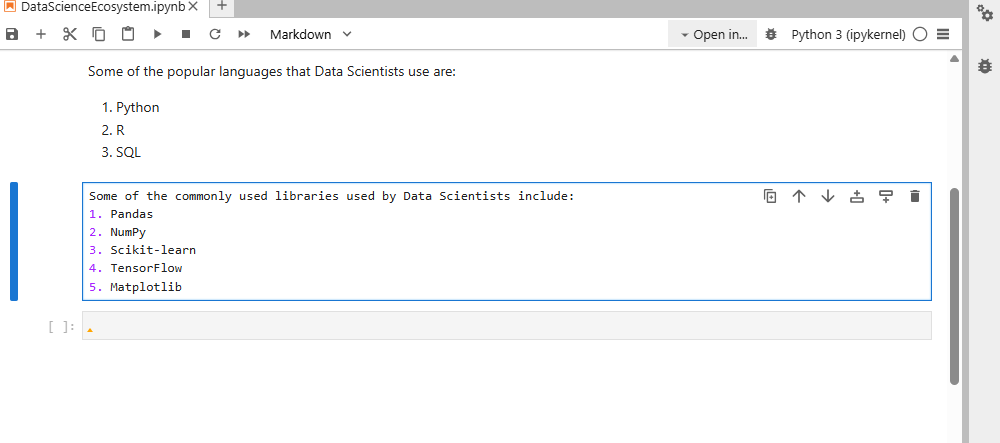 DataScienceEcosystem.ipynb
Markdown
Open in...
Python 3 (ipykernel)
Some of the popular languages that Data Scientists use are:
1. Python
2. R
3. SQL
Some of the commonly used libraries used by Data Scientists include:
1. Pandas
2. NumPy
3. Scikit-learn
4. TensorFlow
5. Matplotlib
[ ]: